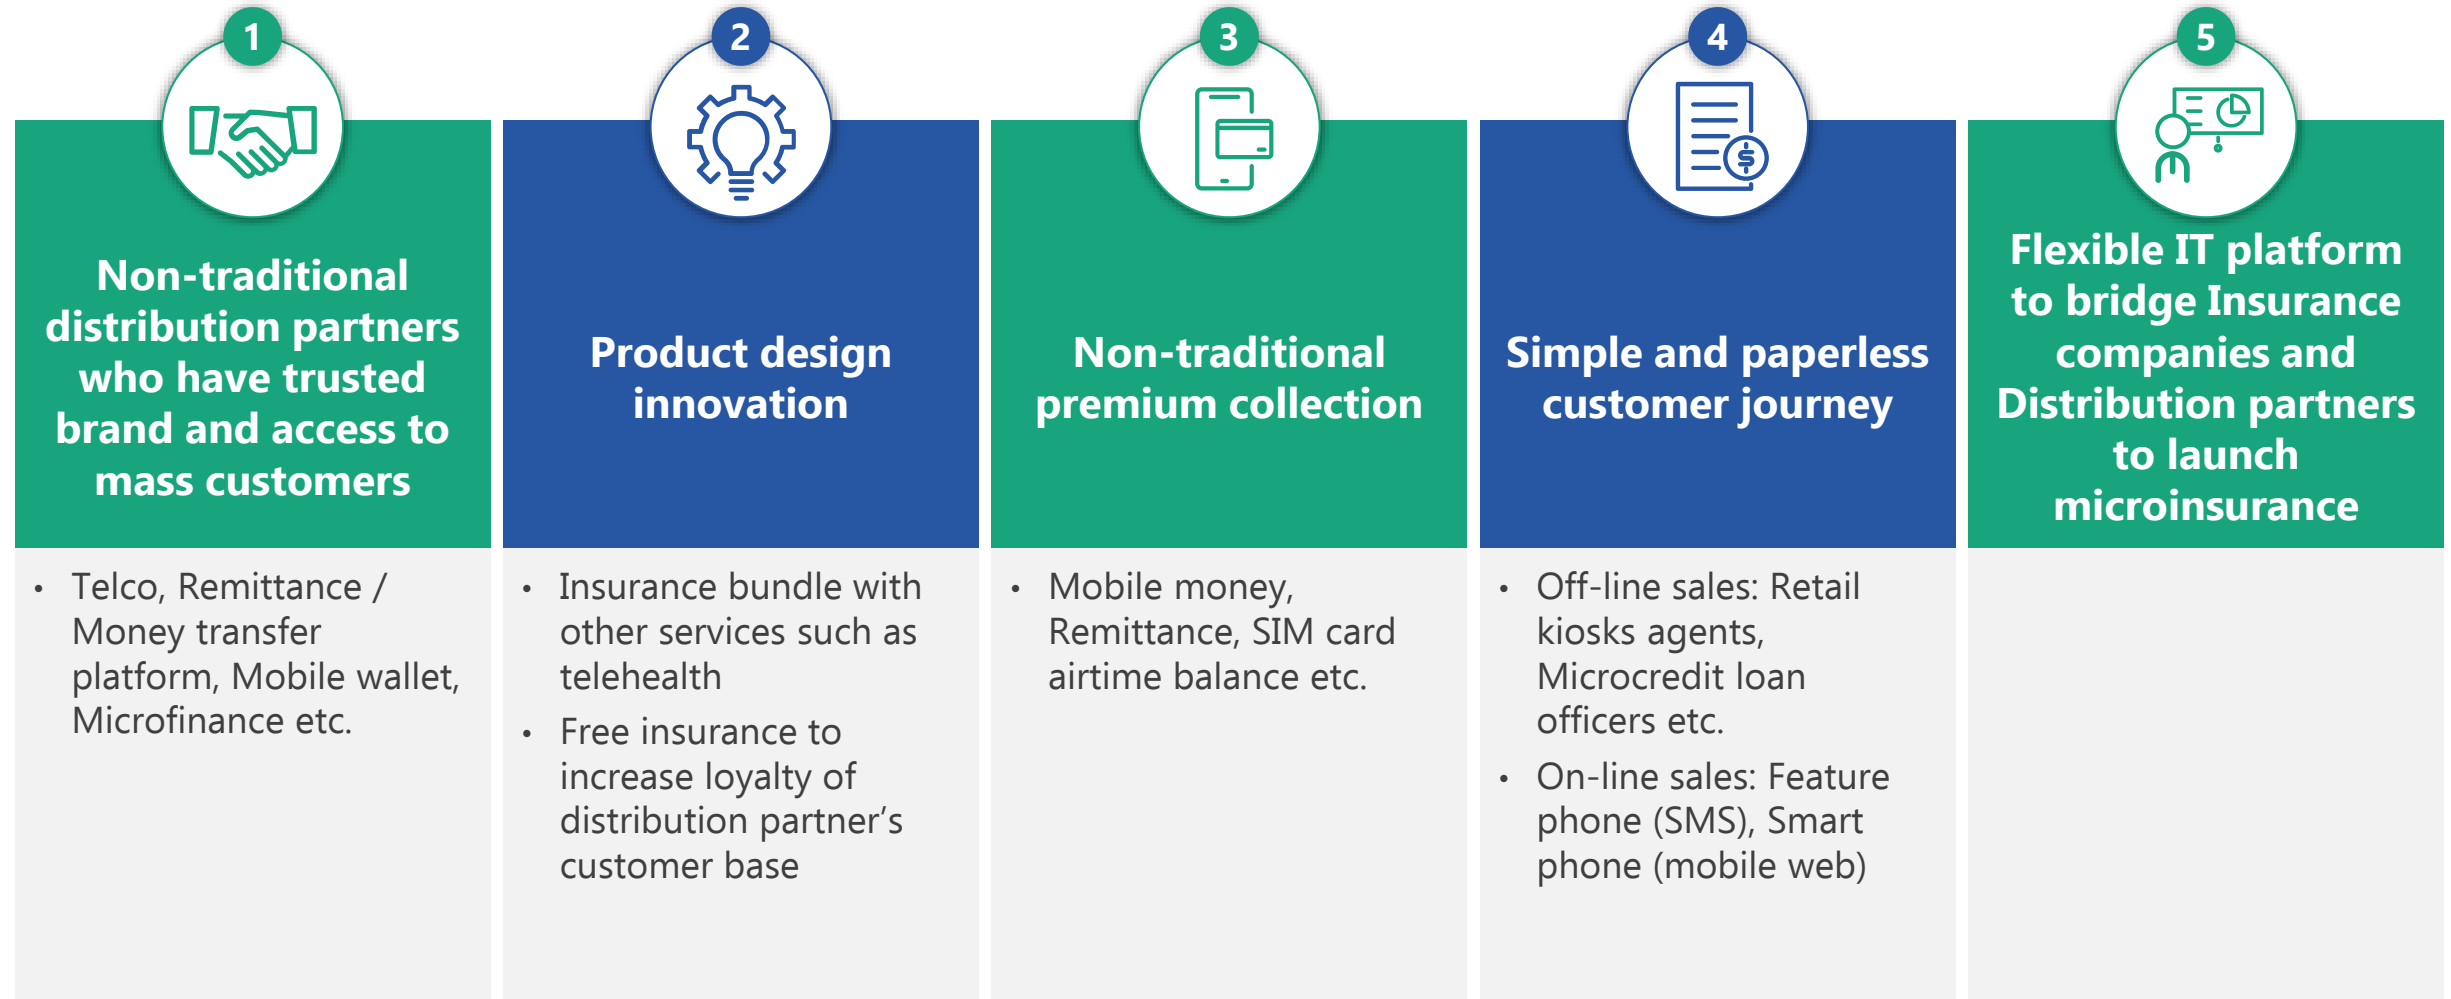 1
Non-traditional
distribution partners
who have trusted
brand and access to
mass customers
• Telco, Remittance /
Money transfer
platform, Mobile wallet,
Microfinance etc.
2
Product design
innovation
• Insurance bundle with
other services such as
telehealth
• Free insurance to
increase loyalty of
distribution partner’s
customer base
3
Non-traditional
premium collection
• Mobile money,
Remittance, SIM card
airtime balance etc.
4
$
Simple and paperless
customer journey
• Off-line sales: Retail
kiosks agents,
Microcredit loan
officers etc.
• On-line sales: Feature
phone (SMS), Smart
phone (mobile web)
5
Flexible IT platform
to bridge Insurance
companies and
Distribution partners
to launch
microinsurance